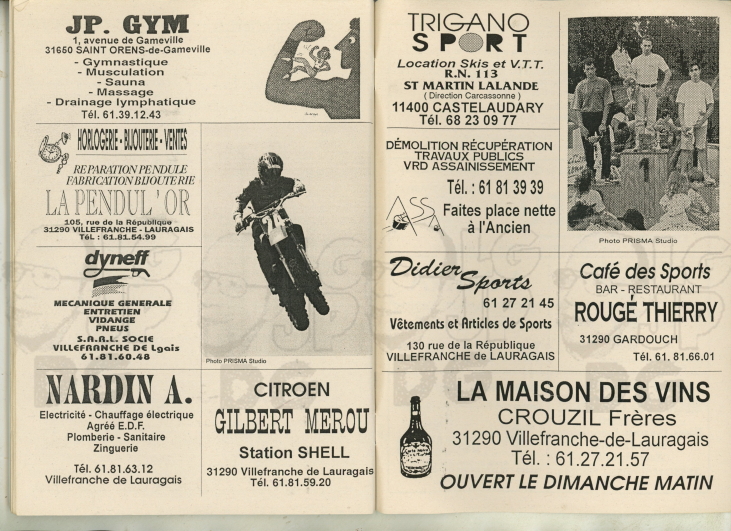 JP. GYM
1, avenue de Gameville
31650 SAINT ORENS-de-Gameville
- Gymnastique
- Musculation
- Sauna
- Massage
- Drainage lymphatique
Tél. 61.39.12.43
HORLOGERIE - BIJOUTERIE - VENTES
REPARATION PENDULE
FABRICATION BIJOUTERIE
LA PENDUL'OR
105, rue de la République
31290 VILLEFRANCHE - LAURAGAIS
TéL : 61.81.54.99
dyneff
MECANIQUE GENERALE
ENTRETIEN
VIDANGE
PNEUS
S.A.R.L. SOCIE
VILLEFRANCHE DE Lgais
61.81.60.48
Photo PRISMA Studio
NARDIN A.
Electricité - Chauffage électrique
Agréé E.D.F.
Plomberie - Sanitaire
Zinguerie
Tél. 61.81.63.12
Villefranche de Lauragais
CITROEN
GILBERT MEROU
Station SHELL
31290 Villefranche de Lauragais
Tél. 61.81.59.20
TRIGANO
SPORT
Location Skis et V.T.T.
R.N. 113
ST MARTIN LALANDE
( Direction Carcassonne )
11400 CASTELAUDARY
Tél. 68 23 09 77
Photo PRISMA Studio
DÉMOLITION RÉCUPÉRATION
TRAVAUX PUBLICS
VRD ASSAINISSEMENT
Tél. : 61 81 39 39
ASA
Faites place nette
à l'Ancien
Didier Sports
61 27 21 45
Vêtements et Articles de Sports
130 rue de la République
VILLEFRANCHE de LAURAGAIS
Café des Sports
BAR - RESTAURANT
ROUGÉ THIERRY
31290 GARDOUCH
Tél. 61. 81.66.01
LA MAISON DES VINS
CROUZIL Frères
31290 Villefranche-de-Lauragais
Tél. : 61.27.21.57
OUVERT LE DIMANCHE MATIN